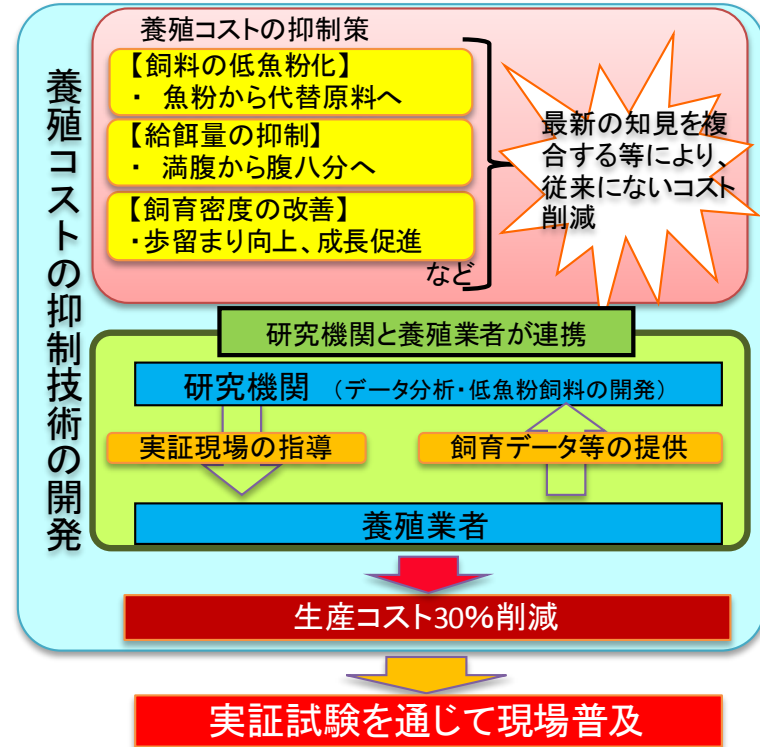 養殖コストの抑制技術の開発
養殖コストの抑制策
【飼料の低魚粉化】
・ 魚粉から代替原料へ
【給餌量の抑制】
・ 満腹から腹八分へ
【飼育密度の改善】
・歩留まり向上、成長促進
など
最新の知見を複
合する等により、
従来にないコスト
削減
研究機関と養殖業者が連携
研究機関 （データ分析・低魚粉飼料の開発）
実証現場の指導
飼育データ等の提供
養殖業者
生産コスト30％削減
実証試験を通じて現場普及